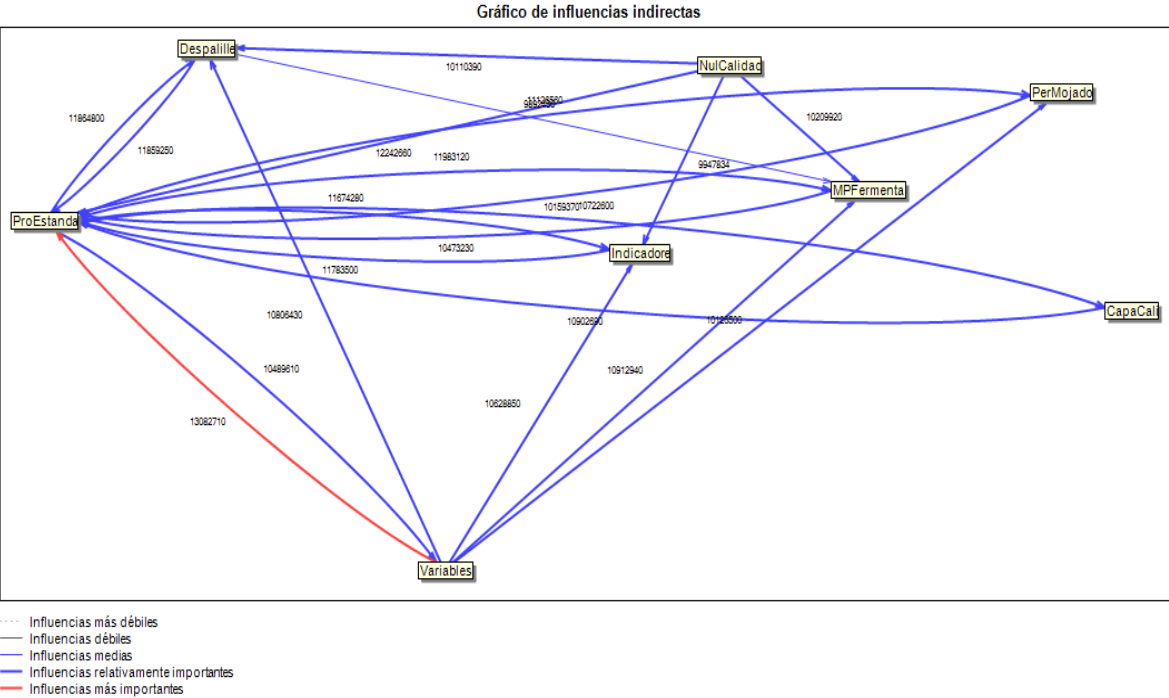 Gráfico de influencias indirectas
Despalille
10110390
NulCalidad
PerMojado
11864800
10209920
11859250
12242660
11983120
9947834
MPFermenta
11674280
10159370
10722600
ProEstanda
10473230
Indicadore
11783500
CapaCali
10806430
10902680
10489610
10912940
10628850
13082710
Variables
Influencias más débiles
Influencias débiles
Influencias medias
Influencias relativamente importantes
Influencias más importantes